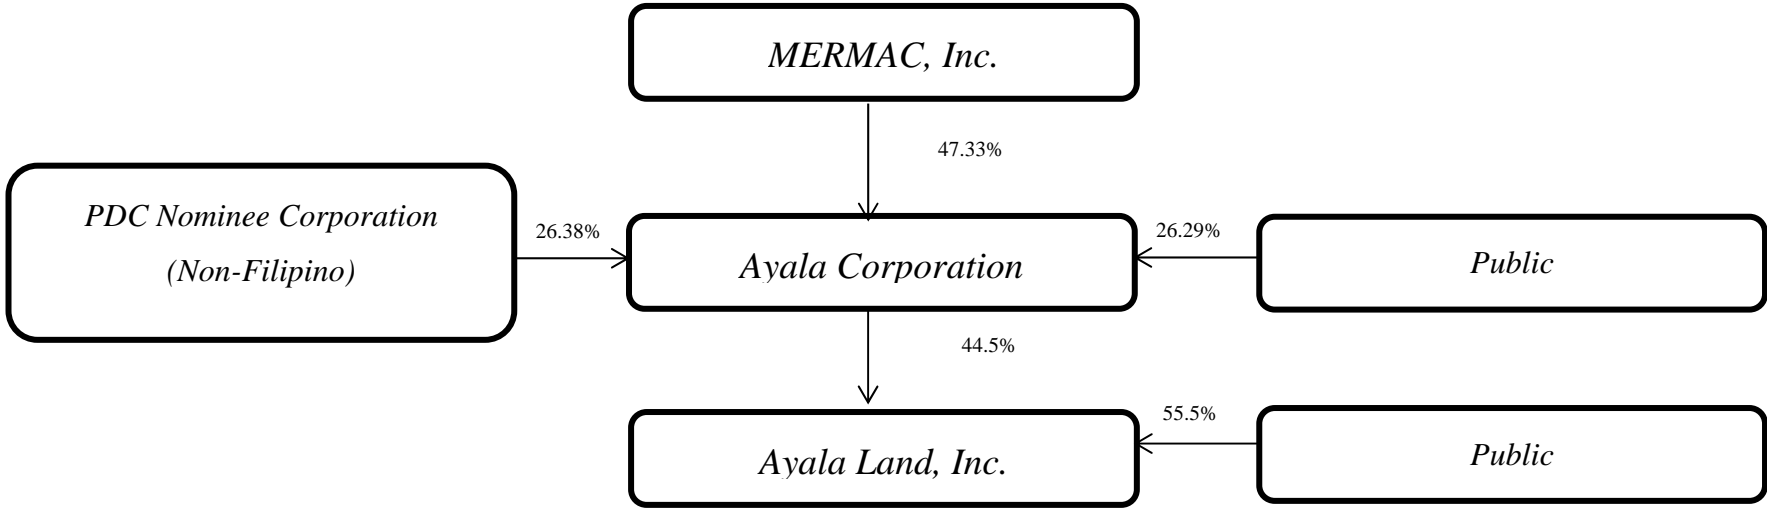 MERMAC, Inc.
47.33%
PDC Nominee Corporation
(Non-Filipino)
26.38%
Ayala Corporation
26.29%
Public
44.5%
Ayala Land, Inc.
55.5%
Public